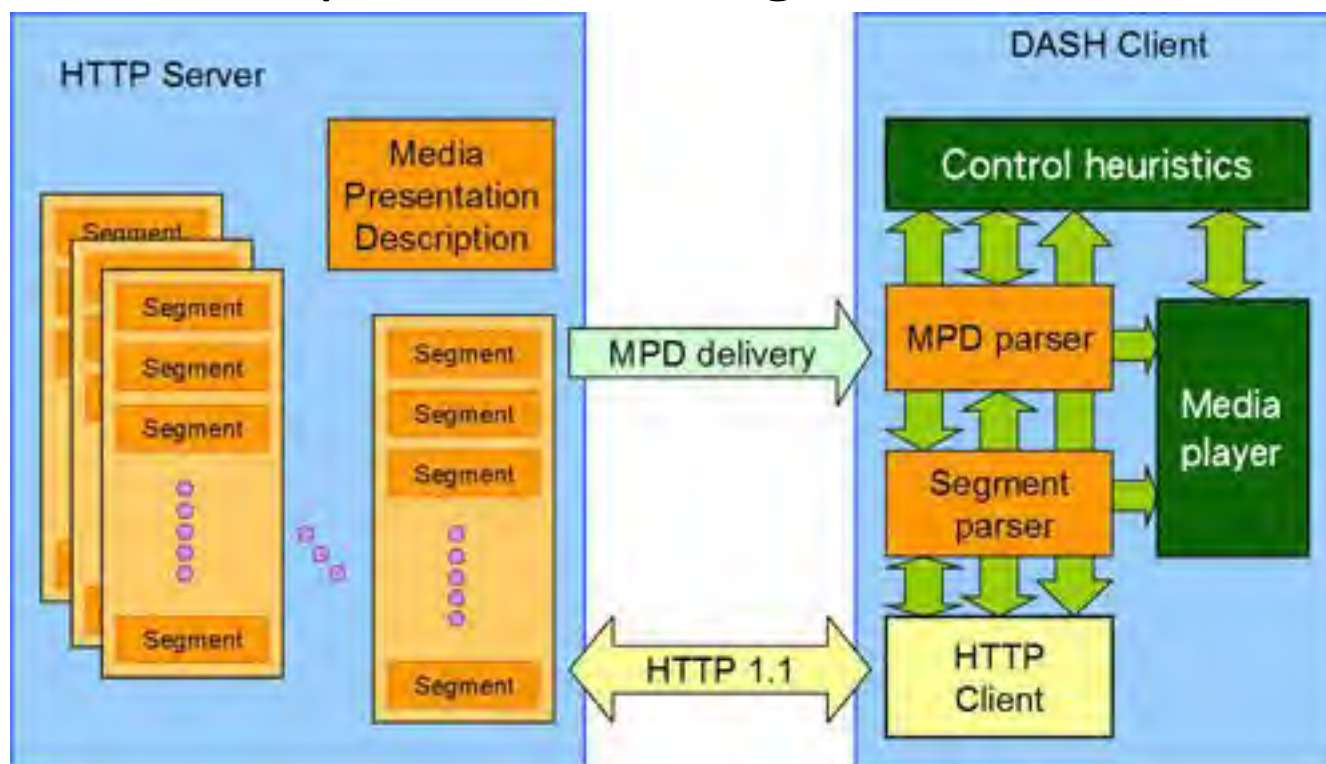 HTTP Server
Media
Presentation
Description
Segment
Segment
Segment
Segment
Segment
Segment
Segment
Segment
Segment
MPD delivery
HTTP 1.1
DASH Client
Control heuristics
MPD parser
Media
player
Segment
parser
HTTP
Client